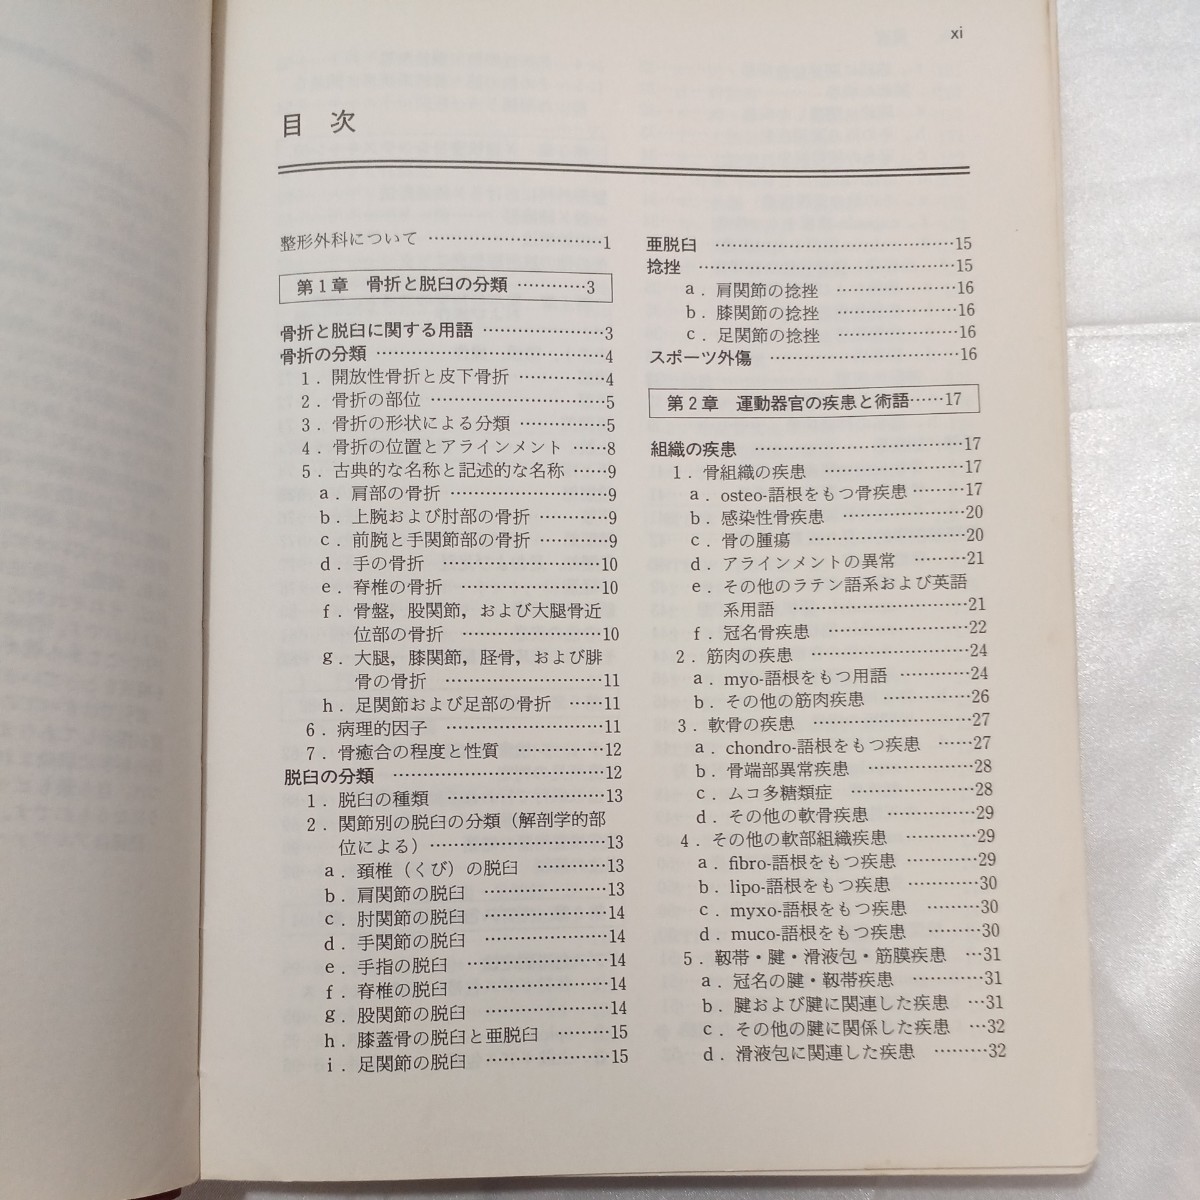 xi
目 次
整形外科について …………………………1
第1章 骨折と脱臼の分類 …………3
骨折と脱臼に関する用語 …………………3
骨折の分類 …………………………………4
1．開放性骨折と皮下骨折 ……………4
2．骨折の部位 …………………………5
3．骨折の形状による分類 ……………5
4．骨折の位置とアラインメント ……8
5．古典的な名称と記述的な名称 ……9
a．肩部の骨折 ………………………9
b．上腕および肘部の骨折 …………9
c．前腕と手関節部の骨折 …………9
d．手の骨折 ………………………10
e．脊椎の骨折 ……………………10
f．骨盤，股関節，および大腿骨近
位部の骨折 ……………………10
g．大腿，膝関節，脛骨，および腓
骨の骨折 ………………………11
h．足関節および足部の骨折 ……11
6．病理的因子 ………………………11
7．骨癒合の程度と性質 ……………12
脱臼の分類 ………………………………12
1．脱臼の種類 ………………………13
2．関節別の脱臼の分類（解剖学的部
位による）…………………………13
a．頚椎（くび）の脱臼 …………13
b．肩関節の脱臼 …………………13
c．肘関節の脱臼 …………………14
d．手関節の脱臼 …………………14
e．手指の脱臼 ……………………14
f．脊椎の脱臼 ……………………14
g．股関節の脱臼 …………………14
h．膝蓋骨の脱臼と亜脱臼 ………15
i．足関節の脱臼 …………………15
亜脱臼 ……………………………………15
捻挫 ………………………………………15
a．肩関節の捻挫 …………………16
b．膝関節の捻挫 …………………16
c．足関節の捻挫 …………………16
スポーツ外傷 ……………………………16
第2章 運動器官の疾患と術語……17
組織の疾患 ………………………………17
1．骨組織の疾患 ……………………17
a．osteo-語根をもつ骨疾患………17
b．感染性骨疾患 …………………20
c．骨の腫瘍 ………………………20
d．アラインメントの異常 ………21
e．その他のラテン語系および英語
系用語 …………………………21
f．冠名骨疾患 ……………………22
2．筋肉の疾患 ………………………24
a．myo-語根をもつ用語 …………24
b．その他の筋肉疾患 ……………26
3．軟骨の疾患 ………………………27
a．chondro-語根をもつ疾患 ……27
b．骨端部異常疾患 ………………28
c．ムコ多糖類症 …………………28
d．その他の軟骨疾患 ……………29
4．その他の軟部組織疾患 …………29
a．fibro-語根をもつ疾患 …………29
b．lipo-語根をもつ疾患 …………30
c．myxo-語根をもつ疾患 ………30
d．muco-語根をもつ疾患 ………30
5．靱帯・腱・滑液包・筋膜疾患 …31
a．冠名の腱・靱帯疾患 …………31
b．腱および腱に関連した疾患 …31
c．その他の腱に関係した疾患 …32
d．滑液包に関連した疾患 ………32